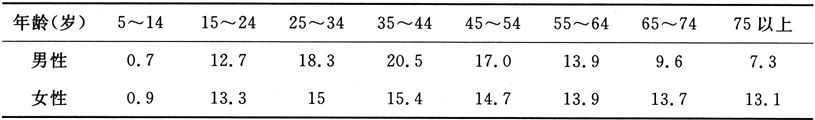 年龄(岁) 5～14 15～24 25～34 35～44 45～54 55～64 65～74 75以上
男性 0.7 12.7 18.3 20.5 17.0 13.9 9.6 7.3
女性 0.9 13.3 15 15.4 14.7 13.9 13.7 13.1